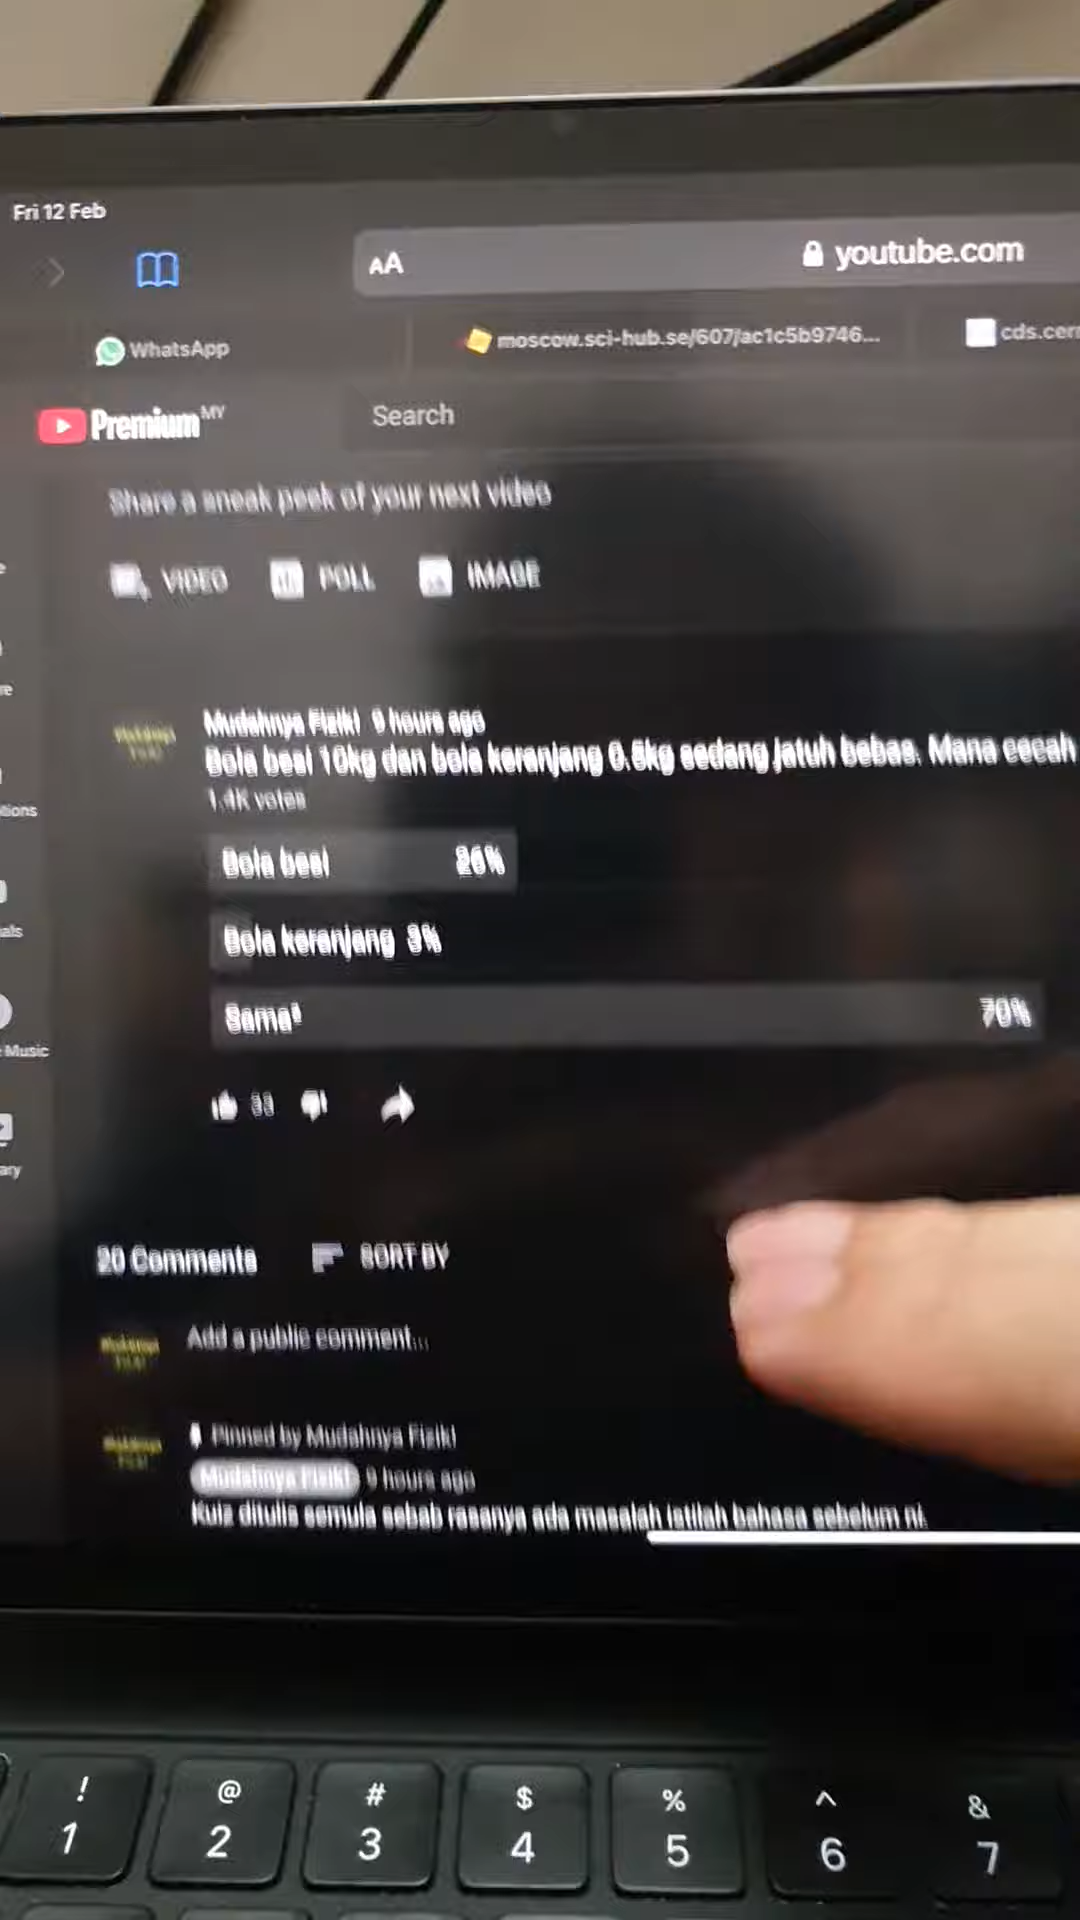 Fri 12 Feb
AA
youtube.com
WhatsApp
moscow.sci-hub.se/607/ac1c5b9746...
cds.cern
Premium MY
Search
Share a sneak peek of your next video
VIDEO
POLL
IMAGE
Mudahnya Fizik! 9 hours ago
Bola besi 10kg dan bola keranjang 0.5kg sedang jatuh bebas. Mana cecah
1.4K votes
Bola besi 26%
Bola keranjang 3%
Sama² 70%
20 Comments
SORT BY
Add a public comment...
Pinned by Mudahnya Fizik!
Mudahnya Fizik! 9 hours ago
Kuiz ditulis semula sebab rasanya ada masalah istilah bahasa sebelum ni
Music
! @ # $ % ^ &
1 2 3 4 5 6 7